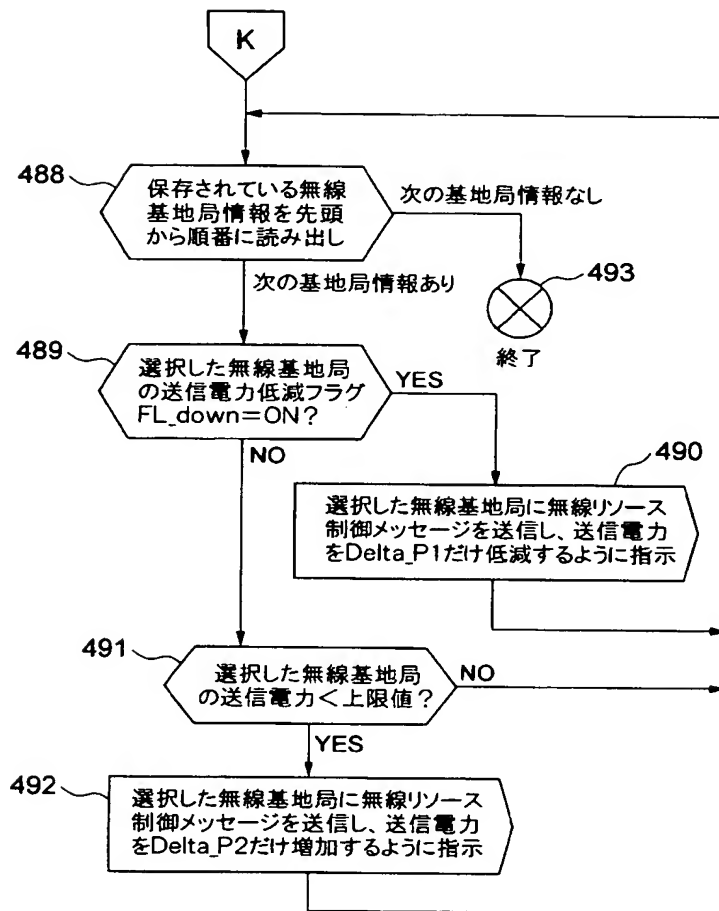 K
488
保存されている無線
基地局情報を先頭
から順番に読み出し
次の基地局情報なし
493
終了
次の基地局情報あり
489
選択した無線基地局
の送信電力低減フラグ
FL_down=ON?
YES
NO
490
選択した無線基地局に無線リソース
制御メッセージを送信し、送信電力
をDelta_P1だけ低減するように指示
491
選択した無線基地局
の送信電力<上限値?
NO
YES
492
選択した無線基地局に無線リソース
制御メッセージを送信し、送信電力
をDelta_P2だけ増加するように指示